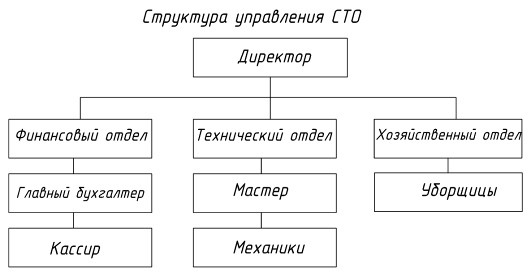 Структура управления СТО
Директор
Финансовый отдел
Технический отдел
Хозяйственный отдел
Главный бухгалтер
Мастер
Уборщицы
Кассир
Механики